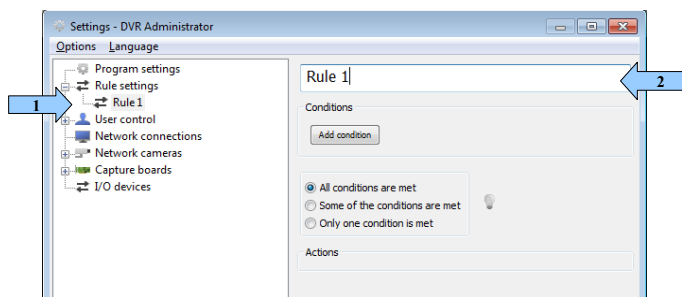 Settings - DVR Administrator
Options Language
Program settings
Rule settings
Rule 1
User control
Network connections
Network cameras
Capture boards
I/O devices
1
Rule 1
2
Conditions
Add condition
All conditions are met
Some of the conditions are met
Only one condition is met
Actions